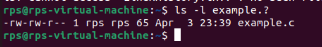 rps@rps-virtual-machine:~$ ls -l example.?
-rw-rw-r-- 1 rps rps 65 Apr  3 23:39 example.c
rps@rps-virtual-machine:~$